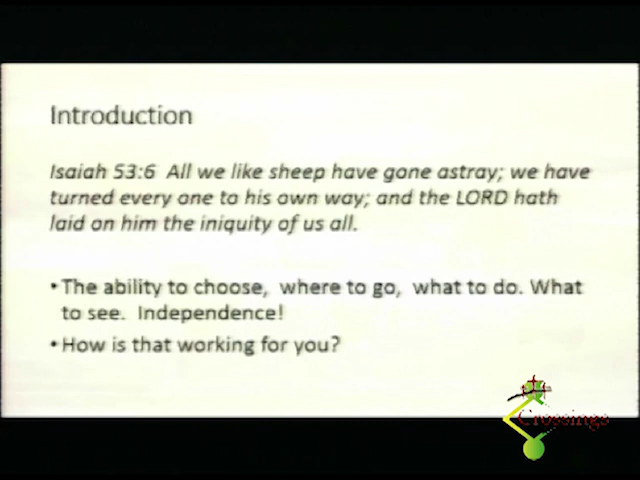 Introduction
Isaiah 53:6  All we like sheep have gone astray; we have
turned every one to his own way; and the LORD hath
laid on him the iniquity of us all.
•The ability to choose,  where to go,  what to do. What
to see.  Independence!
•How is that working for you?
Crossings